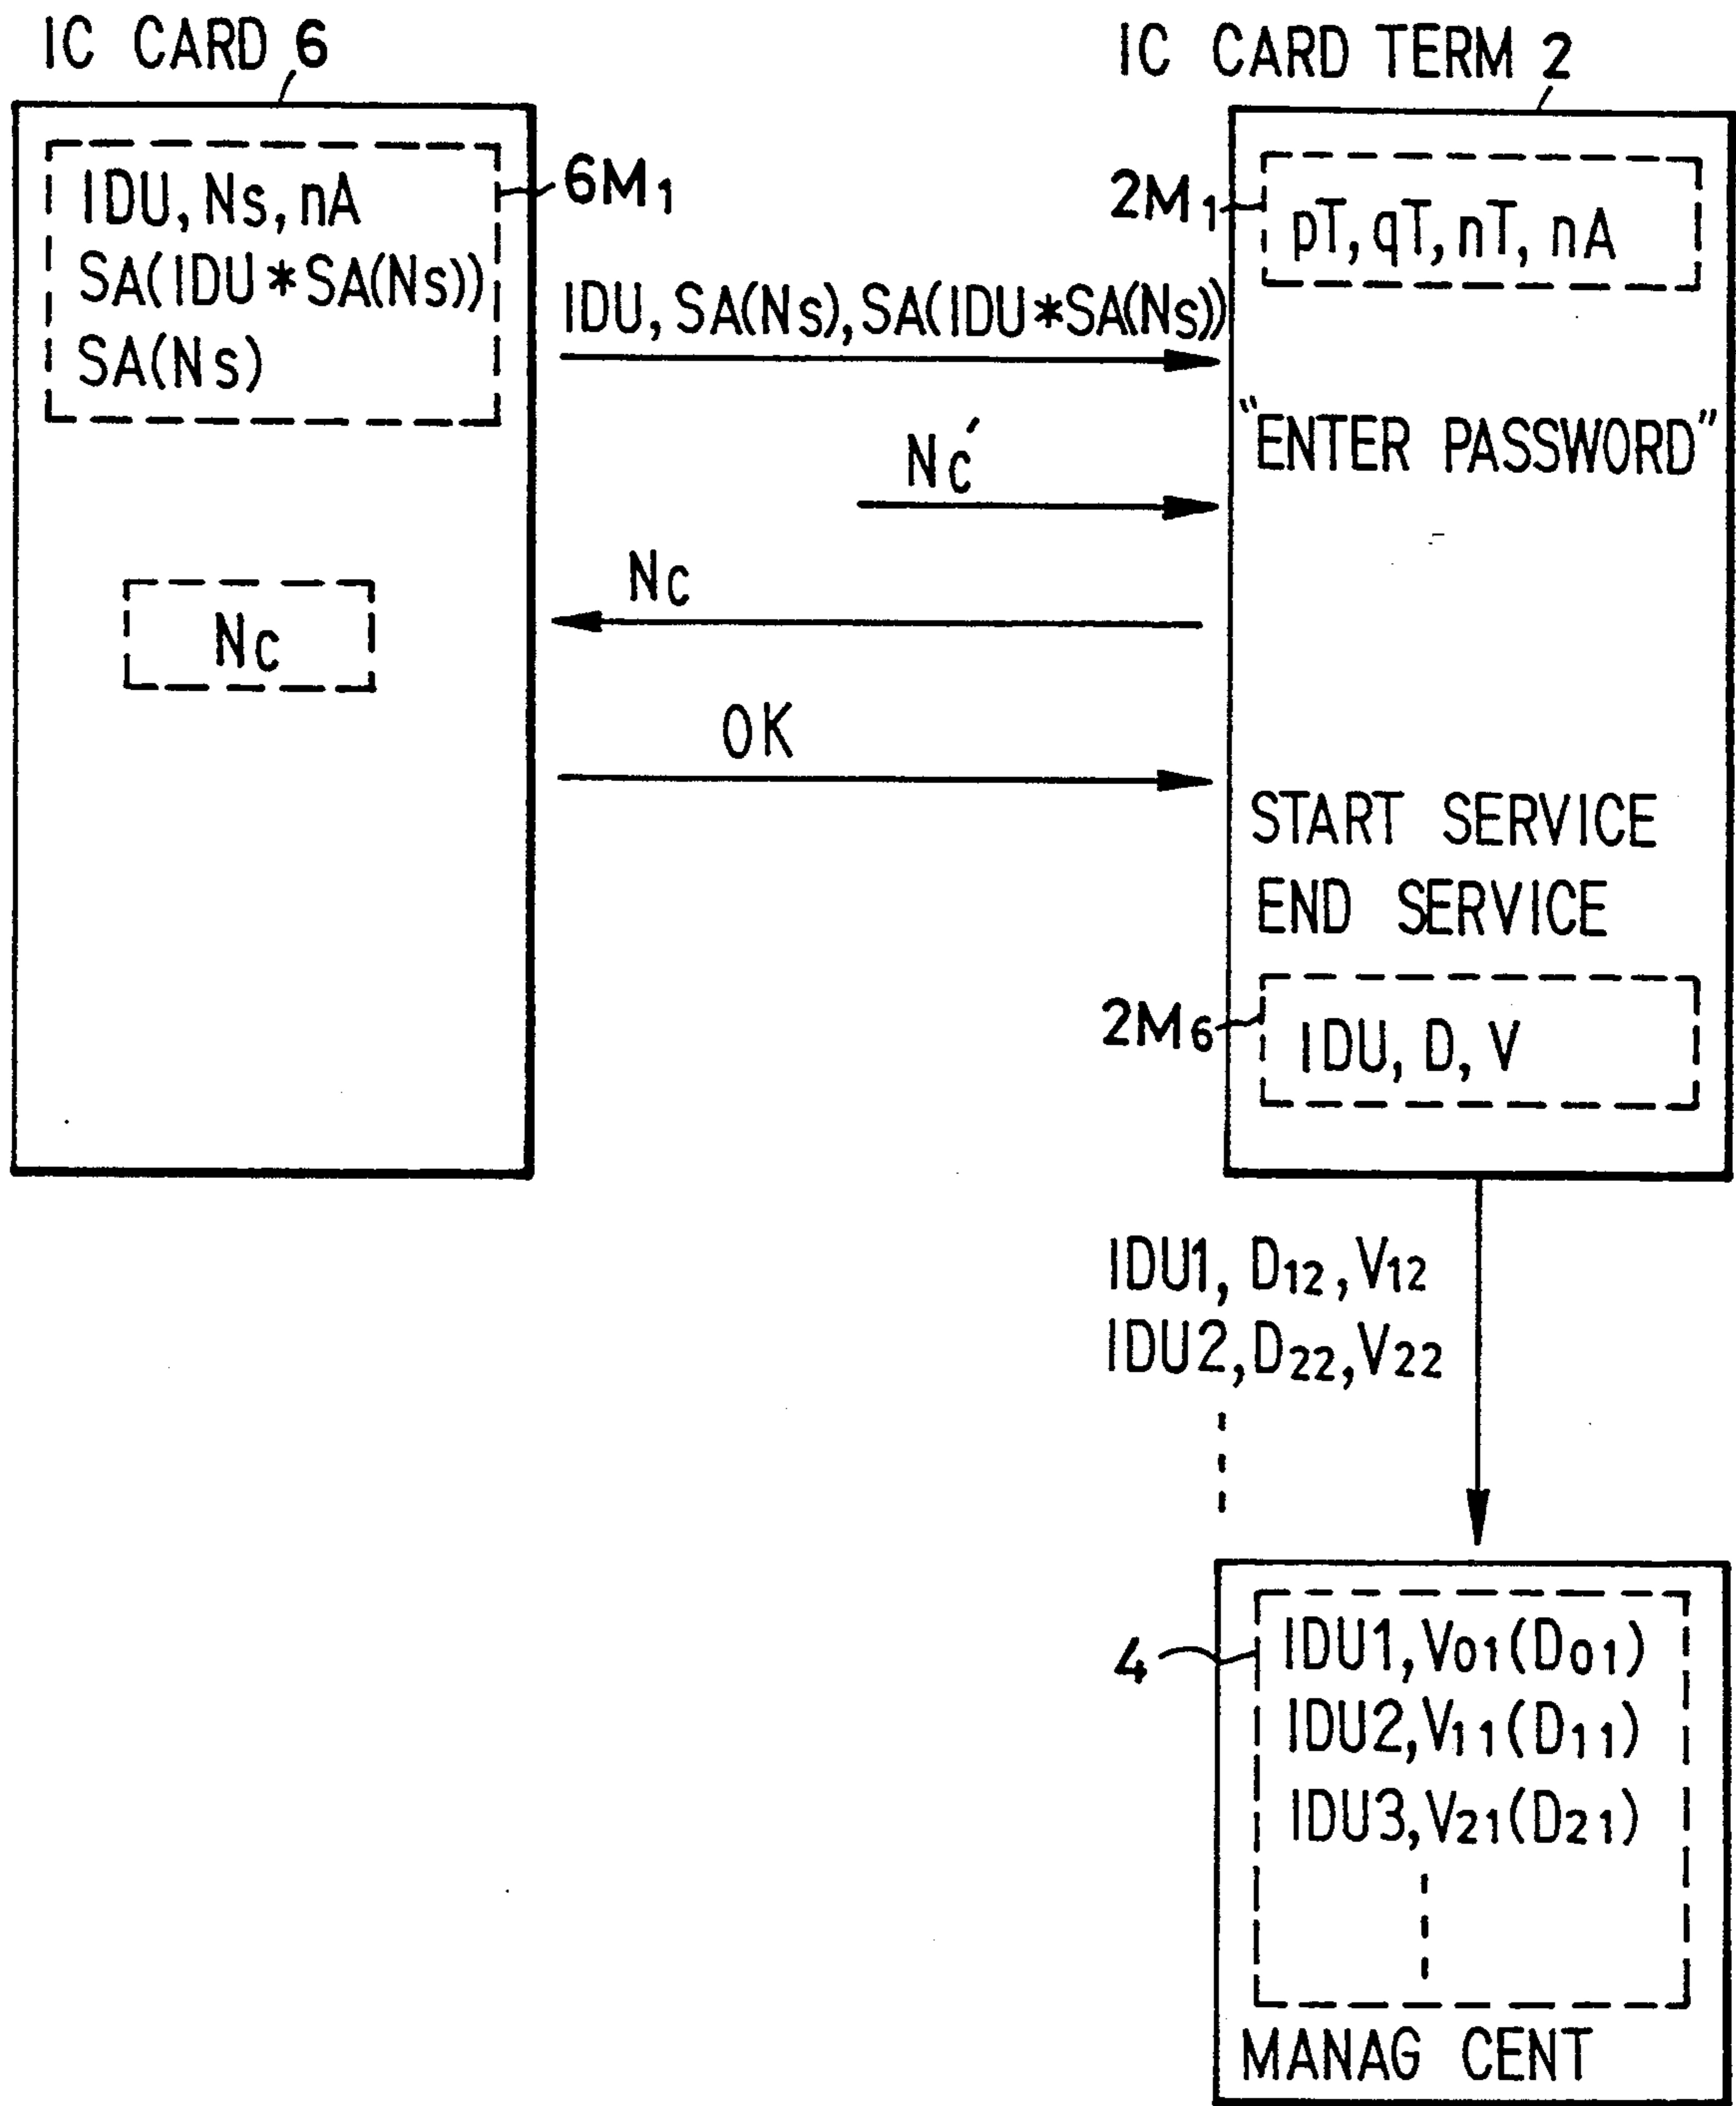 IC CARD 6
IDU, Ns, nA
SA(IDU*SA(Ns))
SA(Ns)
6M1
IDU, SA(Ns), SA(IDU*SA(Ns))
Nc'
Nc
Nc
OK
IC CARD TERM 2
2M1
pT, qT, nT, nA
"ENTER PASSWORD"
START SERVICE
END SERVICE
2M6
IDU, D, V
IDU1, D12, V12
IDU2, D22, V22
4
IDU1, V01(D01)
IDU2, V11(D11)
IDU3, V21(D21)
MANAG CENT